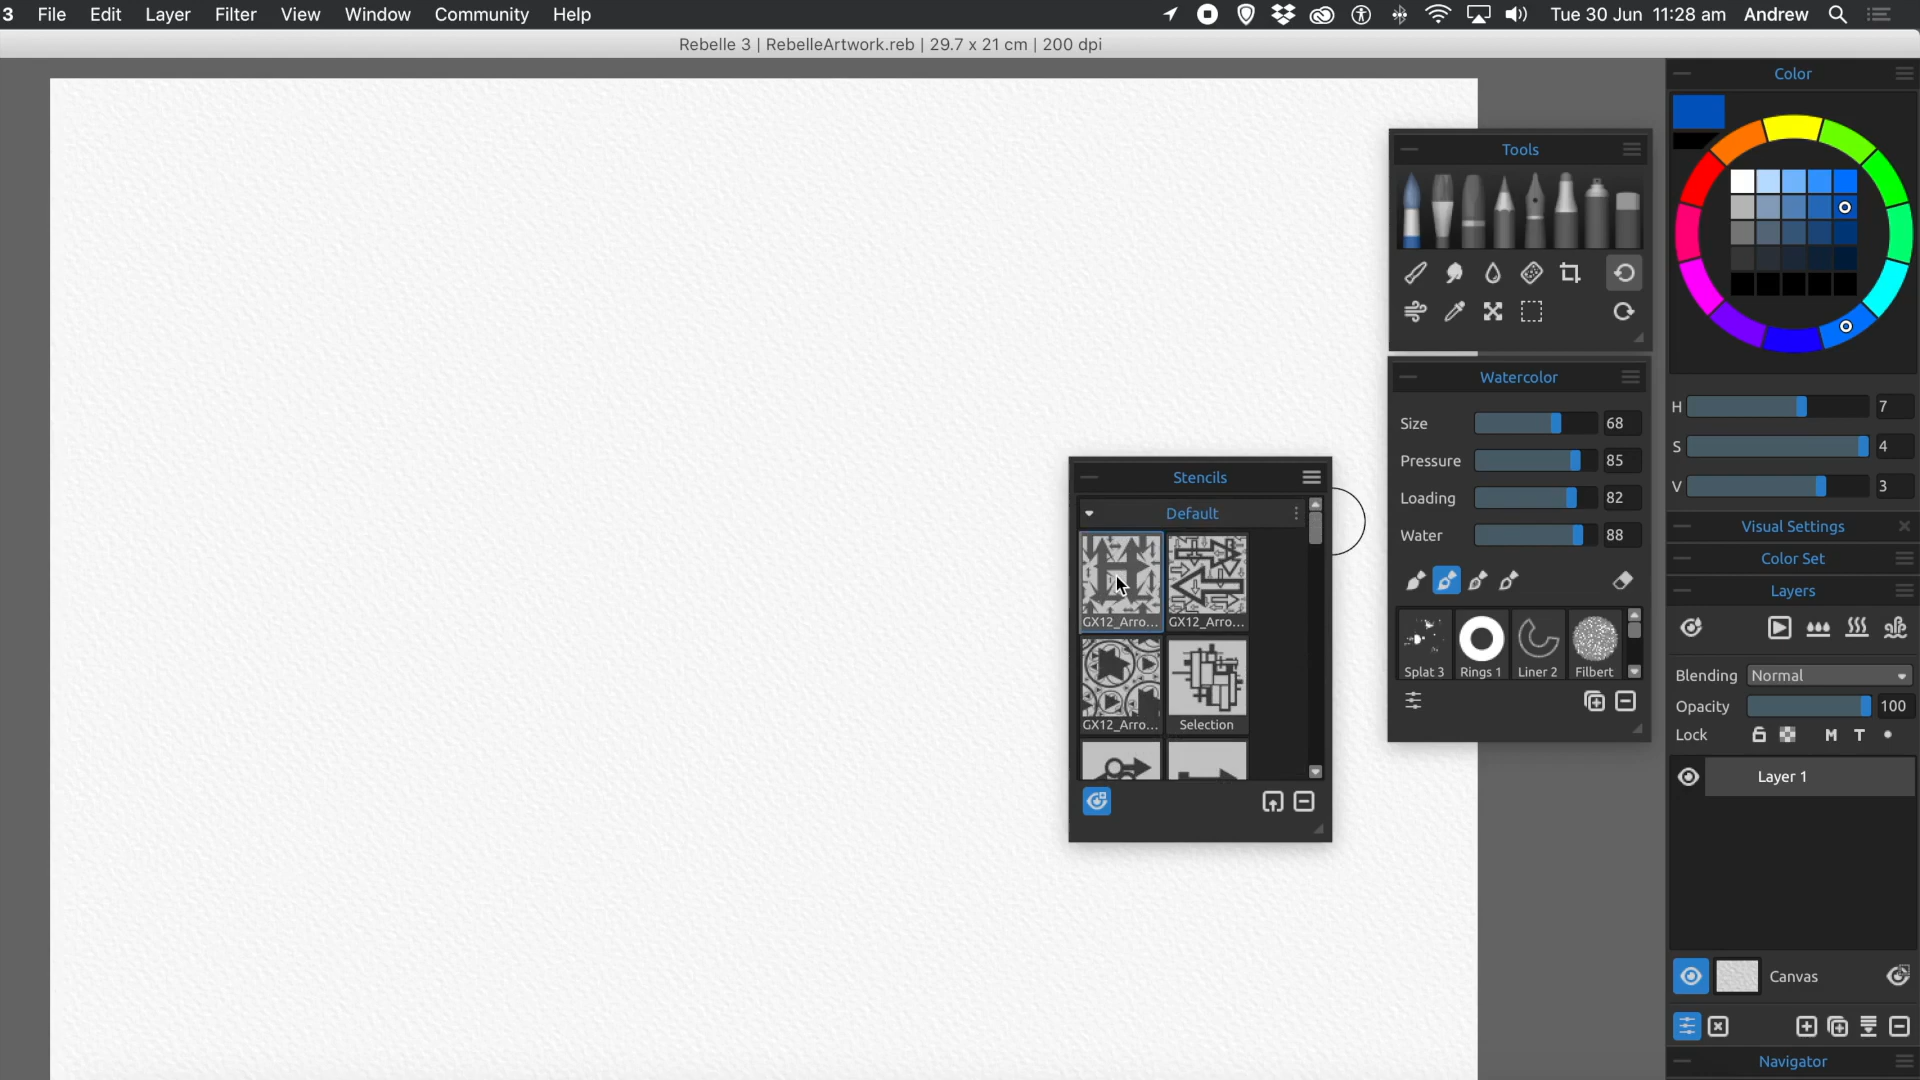 3 File Edit Layer Filter View Window Community Help Tue 30 Jun 11:28 am Andrew
Rebelle 3 | RebelleArtwork.reb | 29.7 x 21 cm | 200 dpi
Color
Tools
H 7
S 4
V 3
Watercolor
Size 68
Pressure 85
Loading 82
Water 88
Splat 3 Rings 1 Liner 2 Filbert
Stencils
Default
GX12_Arro... GX12_Arro...
GX12_Arro... Selection
Visual Settings
Color Set
Layers
Blending Normal
Opacity 100
Lock M T
Layer 1
Canvas
Navigator